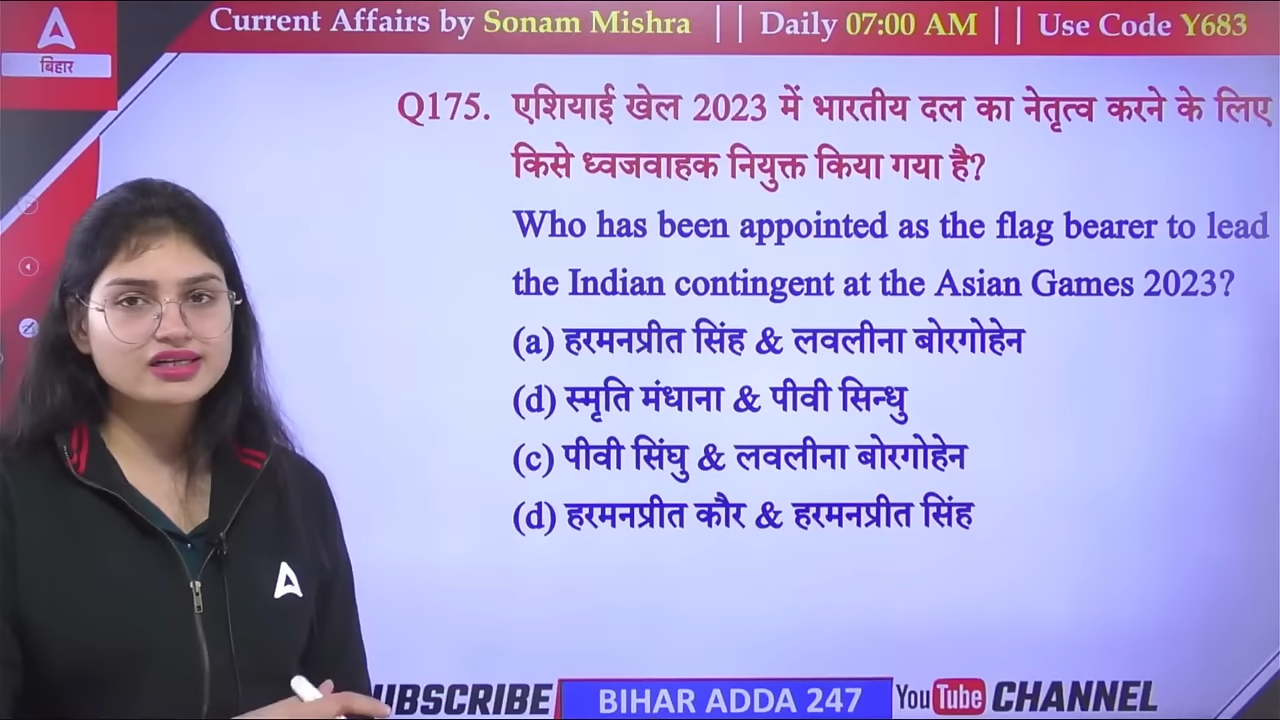 Current Affairs by Sonam Mishra || Daily 07:00 AM || Use Code Y683
बिहार
Q175. एशियाई खेल 2023 में भारतीय दल का नेतृत्व करने के लिए
किसे ध्वजवाहक नियुक्त किया गया है?
Who has been appointed as the flag bearer to lead
the Indian contingent at the Asian Games 2023?
(a) हरमनप्रीत सिंह & लवलीना बोरगोहेन
(d) स्मृति मंधाना & पीवी सिन्धु
(c) पीवी सिंघु & लवलीना बोरगोहेन
(d) हरमनप्रीत कौर & हरमनप्रीत सिंह
UBSCRIBE BIHAR ADDA 247 YouTube CHANNEL